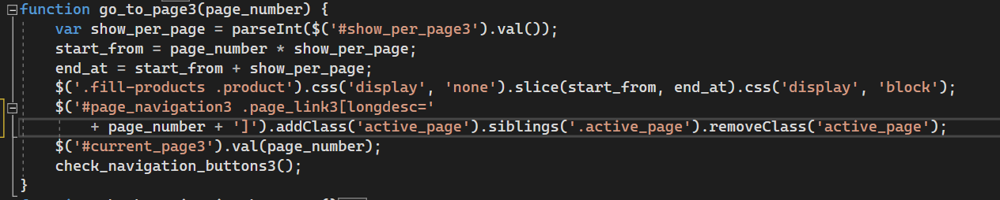 function go_to_page3(page_number) {
    var show_per_page = parseInt($('#show_per_page3').val());
    start_from = page_number * show_per_page;
    end_at = start_from + show_per_page;
    $('.fill-products .product').css('display', 'none').slice(start_from, end_at).css('display', 'block');
    $('#page_navigation3 .page_link3[longdesc='
        + page_number + ']').addClass('active_page').siblings('.active_page').removeClass('active_page');
    $('#current_page3').val(page_number);
    check_navigation_buttons3();
}